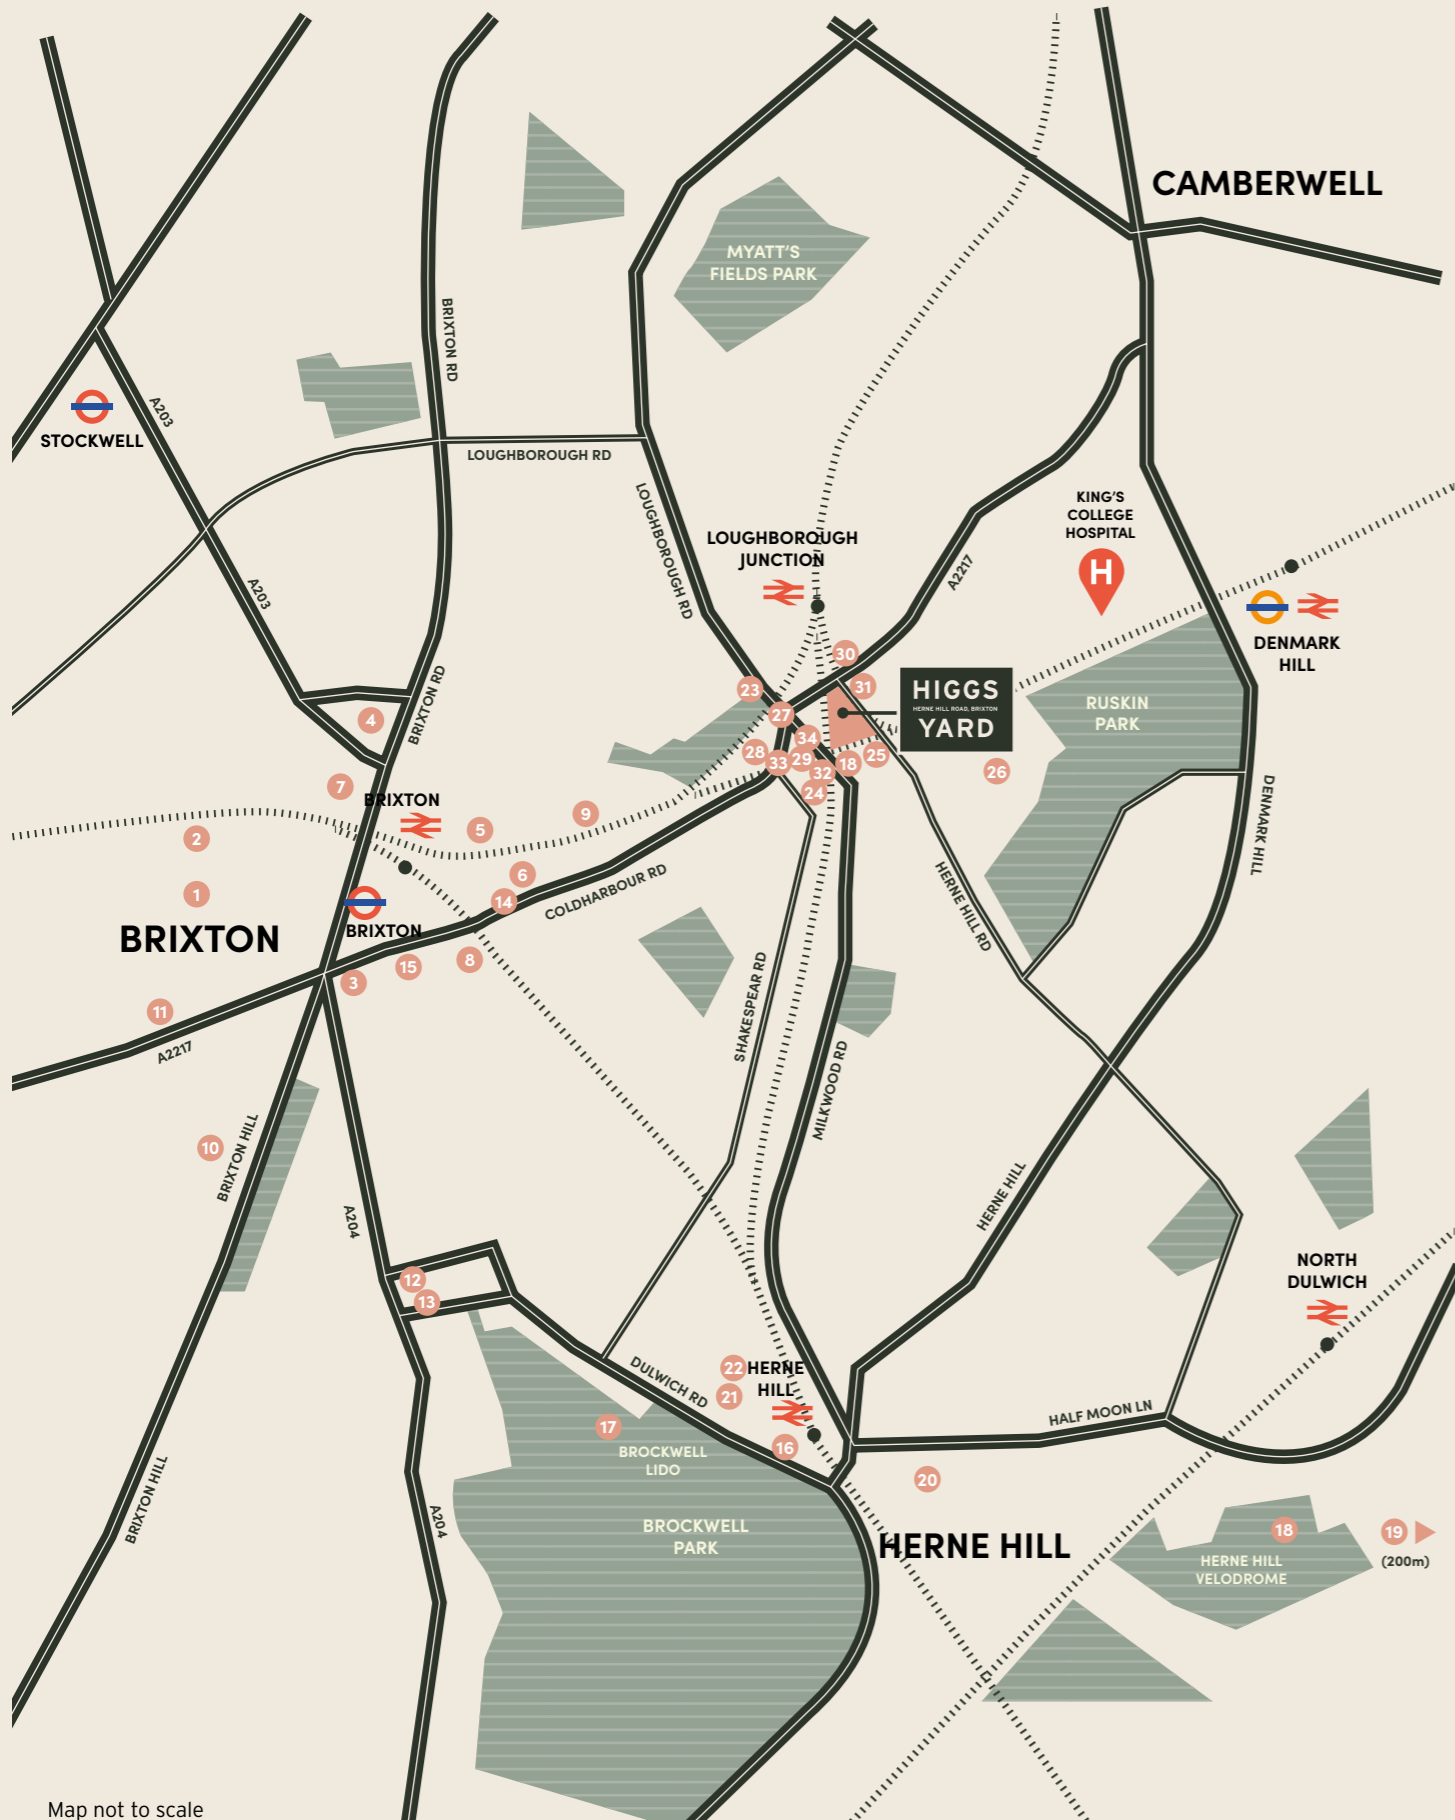 CAMBERWELL
MYATT'S
FIELDS PARK
BRIXTON RD
A203
STOCKWELL
LOUGHBOROUGH RD
LOUGHBOROUGH RD
KING'S
COLLEGE
HOSPITAL
H
LOUGHBOROUGH
JUNCTION
A2217
A203
DENMARK
HILL
30
23
31
HIGGS
HERNE HILL ROAD, BRIXTON
YARD
RUSKIN
PARK
BRIXTON RD
4
27
34
28
33
29
32
18
25
24
26
7
BRIXTON
5
9
2
DENMARK HILL
6
14
COLDHARBOUR RD
1
HERNE HILL RD
BRIXTON
BRIXTON
15
8
3
11
A2217
SHAKESPEAR RD
MILKWOOD RD
10
BRIXTON HILL
A204
HERNE HILL
12
13
NORTH
DULWICH
22
21
HERNE
HILL
DULWICH RD
HALF MOON LN
17
BROCKWELL
LIDO
16
20
BRIXTON HILL
A204
BROCKWELL
PARK
HERNE HILL
18
HERNE HILL
VELODROME
19
(200m)
Map not to scale